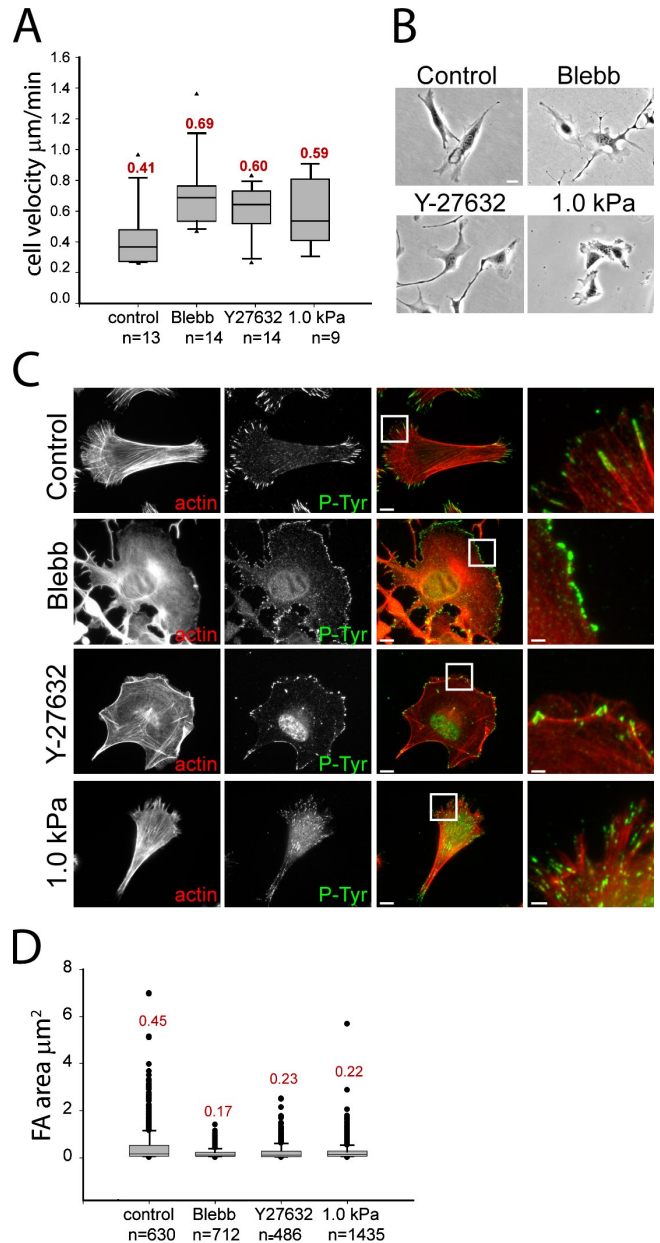 A
cell velocity μm/min
1.6
1.4
1.2
1.0
0.8
0.6
0.4
0.2
0.0
0.41
0.69
0.60
0.59
control Blebb Y27632 1.0 kPa
n=13 n=14 n=14 n=9
B
Control Blebb
Y-27632 1.0 kPa
C
Control
actin P-Tyr
Blebb
actin P-Tyr
Y-27632
actin P-Tyr
1.0 kPa
actin P-Tyr
D
FA area μm²
8
6
4
2
0
0.45
0.17
0.23
0.22
control Blebb Y27632 1.0 kPa
n=630 n=712 n=486 n=1435